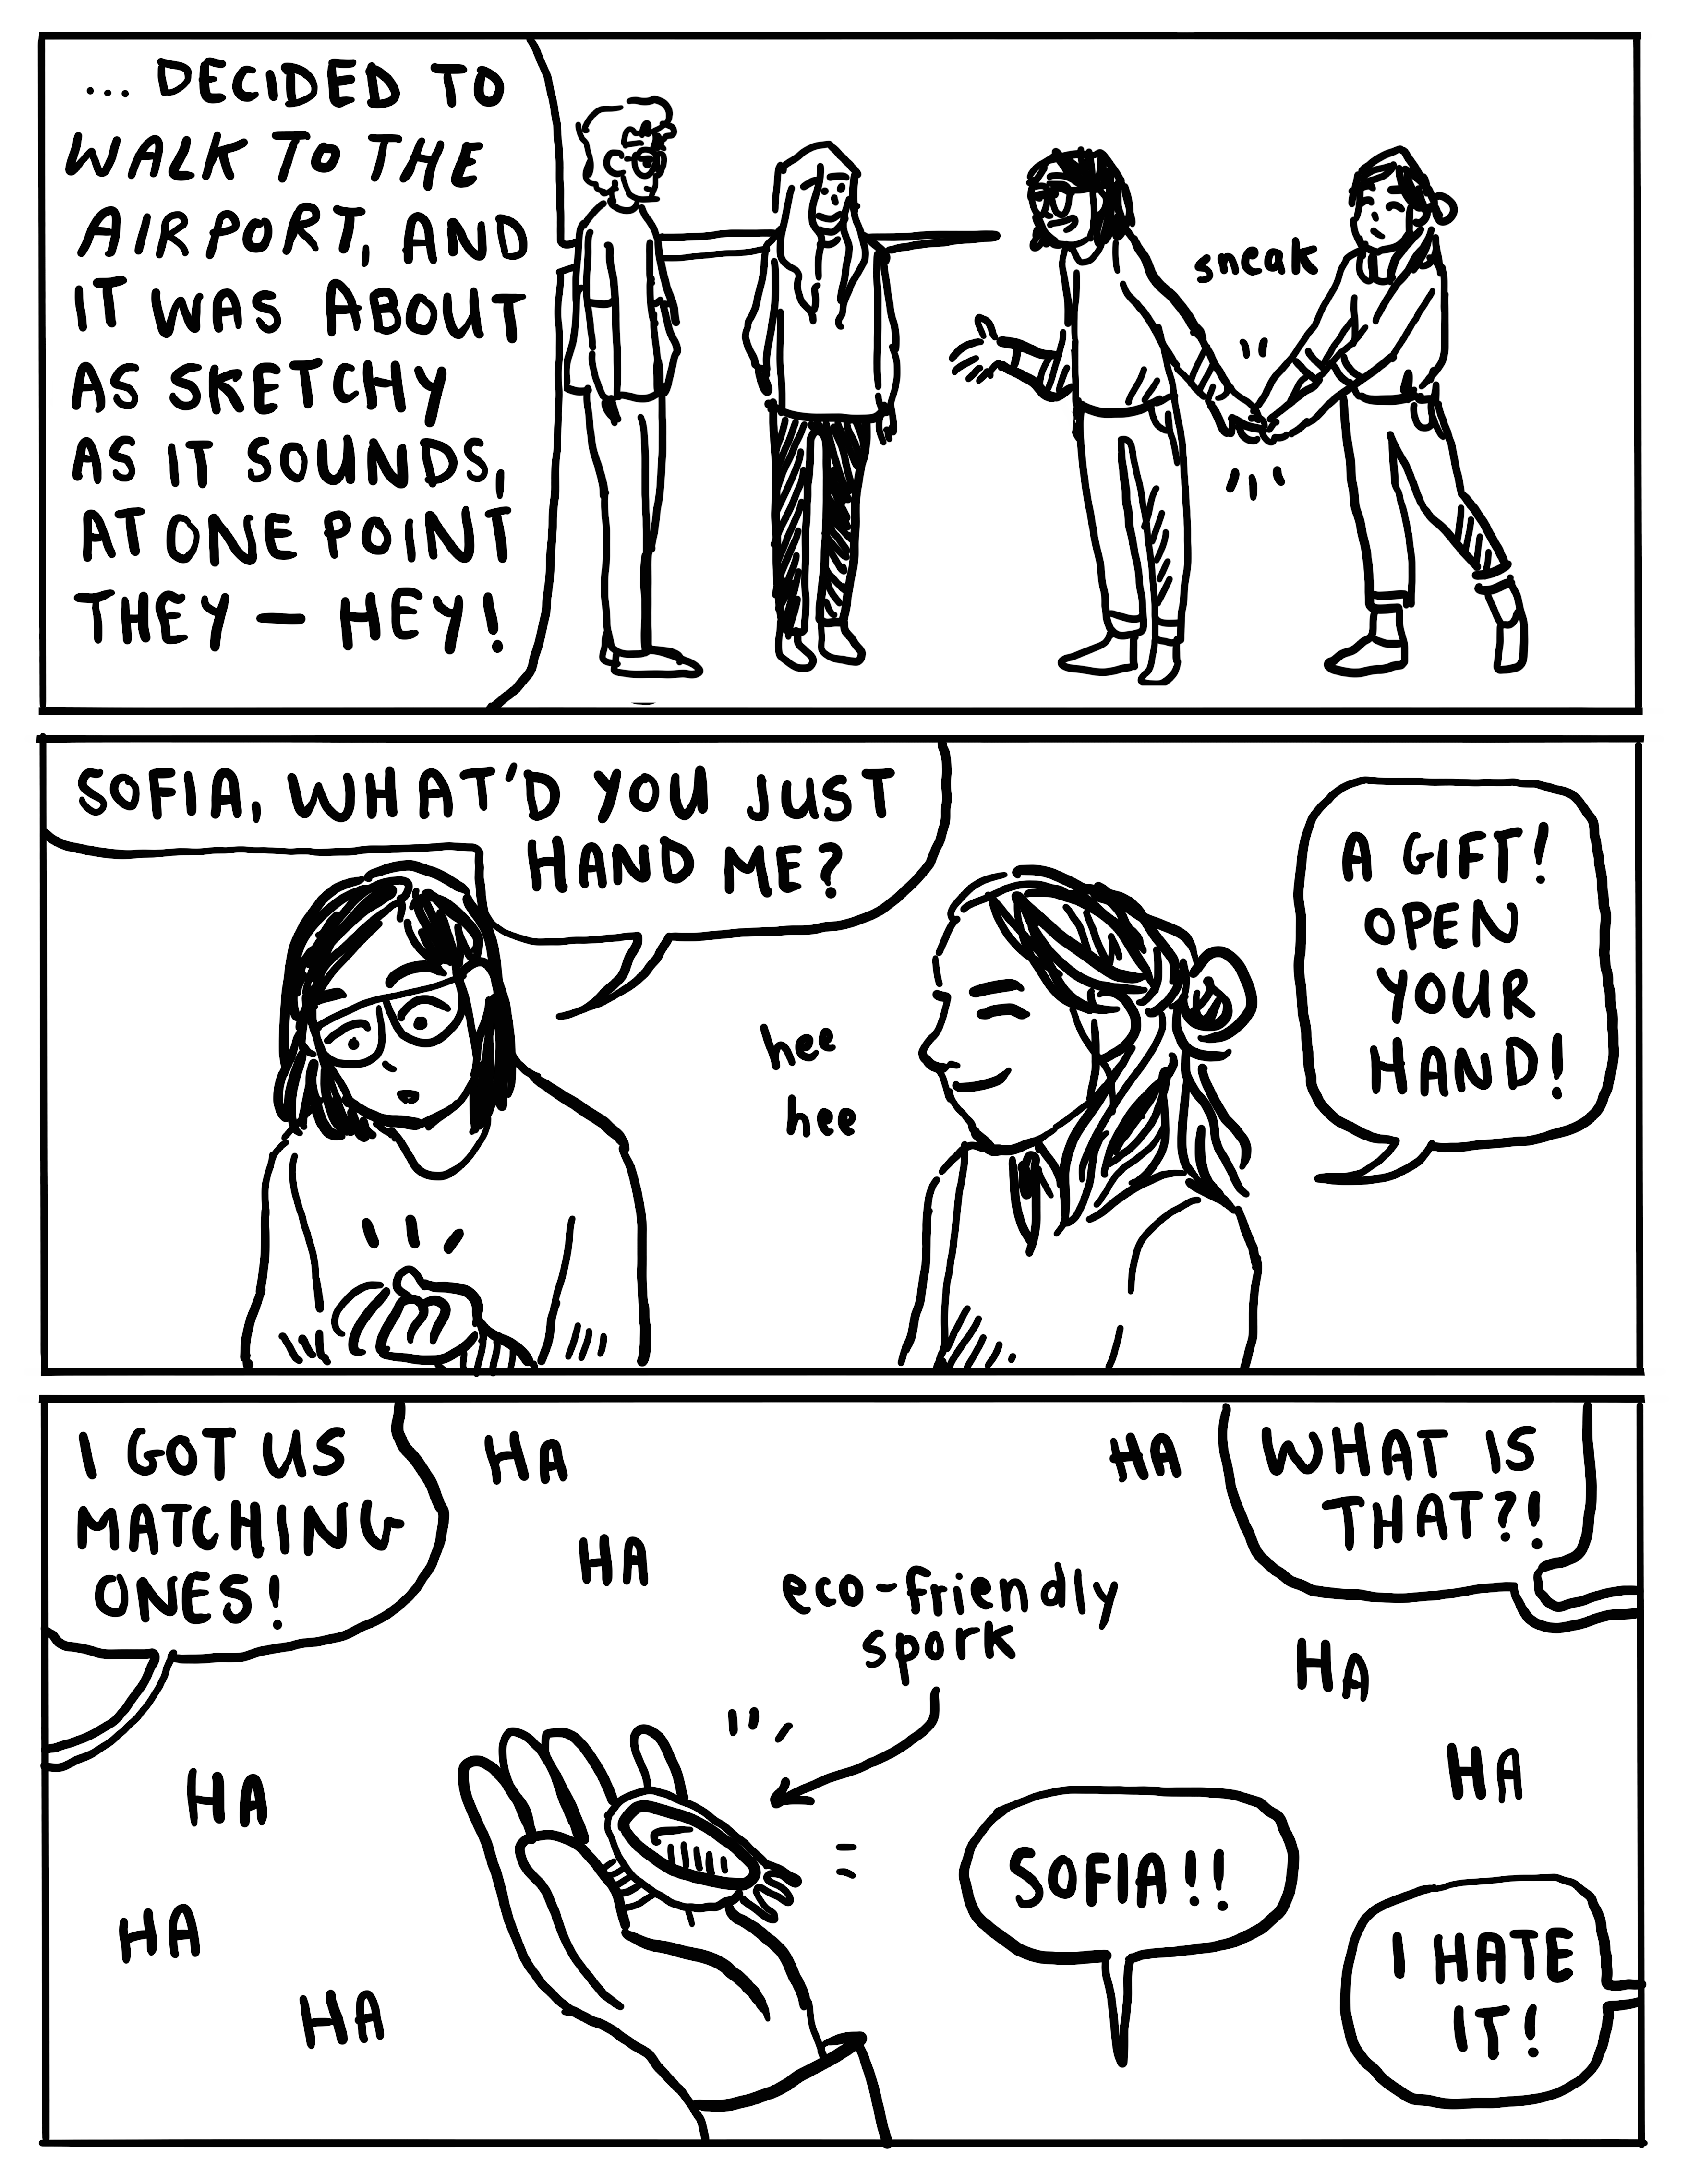 ... DECIDED TO
WALK TO THE
AIRPORT, AND
IT WAS ABOUT
AS SKETCHY
AS IT SOUNDS,
AT ONE POINT
THEY — HEY!
sneak
SOFIA, WHAT'D YOU JUST
HAND ME?
A GIFT!
OPEN
YOUR
HAND!
hee
hee
I GOT US
MATCHING
ONES!
HA
HA
HA
WHAT IS
THAT?!
eco-friendly
spork
HA
HA
HA
HA
HA
SOFIA!!
I HATE
IT!